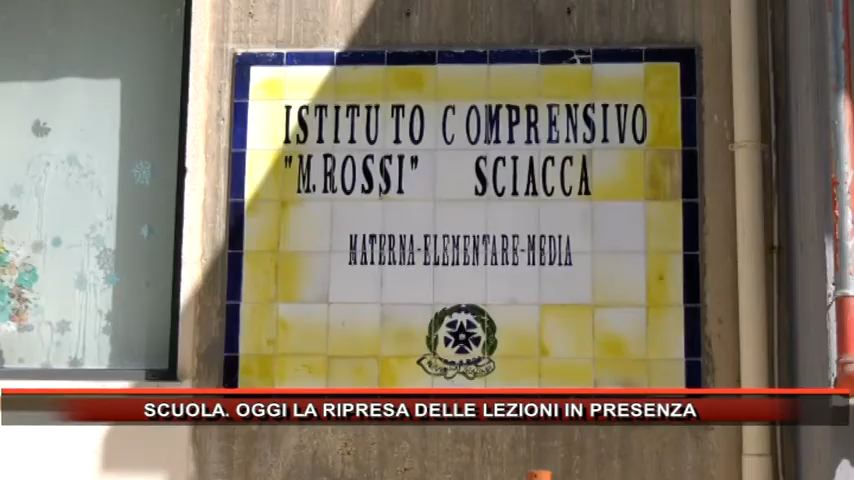 ISTITUTO COMPRENSIVO
"M.ROSSI" SCIACCA
MATERNA-ELEMENTARE-MEDIA
SCUOLA. OGGI LA RIPRESA DELLE LEZIONI IN PRESENZA